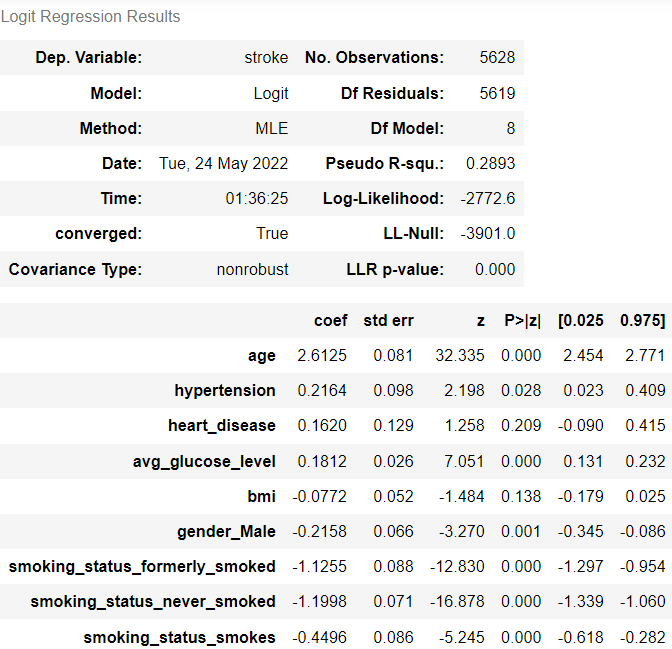 Logit Regression Results
Dep. Variable: stroke No. Observations: 5628
Model: Logit Df Residuals: 5619
Method: MLE Df Model: 8
Date: Tue, 24 May 2022 Pseudo R-squ.: 0.2893
Time: 01:36:25 Log-Likelihood: -2772.6
converged: True LL-Null: -3901.0
Covariance Type: nonrobust LLR p-value: 0.000
coef std err z P>|z| [0.025 0.975]
age 2.6125 0.081 32.335 0.000 2.454 2.771
hypertension 0.2164 0.098 2.198 0.028 0.023 0.409
heart_disease 0.1620 0.129 1.258 0.209 -0.090 0.415
avg_glucose_level 0.1812 0.026 7.051 0.000 0.131 0.232
bmi -0.0772 0.052 -1.484 0.138 -0.179 0.025
gender_Male -0.2158 0.066 -3.270 0.001 -0.345 -0.086
smoking_status_formerly_smoked -1.1255 0.088 -12.830 0.000 -1.297 -0.954
smoking_status_never_smoked -1.1998 0.071 -16.878 0.000 -1.339 -1.060
smoking_status_smokes -0.4496 0.086 -5.245 0.000 -0.618 -0.282